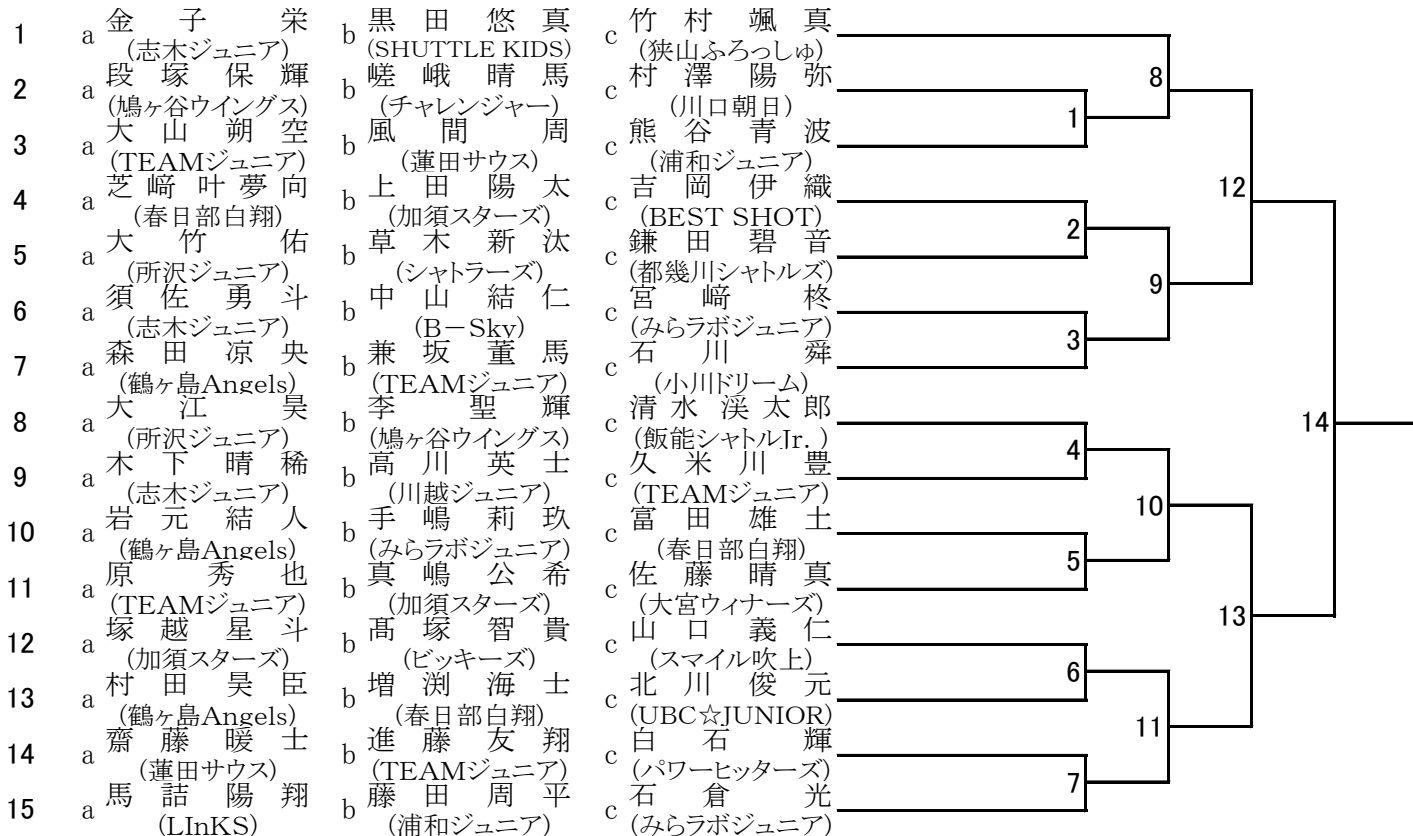 1 a 金子栄 b 黒田悠真 c 竹村颯真
(志木ジュニア) (SHUTTLE KIDS) (狭山ふろっしゅ)
2 a 段塚保輝 b 嵯峨晴馬 c 村澤陽弥
(鳩ヶ谷ウイングス) (チャレンジャー) (川口朝日)
3 a 大山朔空 b 風間周 c 熊谷青波
(TEAMジュニア) (蓮田サウス) (浦和ジュニア)
4 a 芝﨑叶夢向 b 上田陽太 c 吉岡伊織
(春日部白翔) (加須スターズ) (BEST SHOT)
5 a 大竹佑 b 草木新汰 c 鎌田碧音
(所沢ジュニア) (シャトラーズ) (都幾川シャトルズ)
6 a 須佐勇斗 b 中山結仁 c 宮﨑柊
(志木ジュニア) (B－Sky) (みらラボジュニア)
7 a 森田凉央 b 兼坂董馬 c 石川舜
(鶴ヶ島Angels) (TEAMジュニア) (小川ドリーム)
8 a 大江昊 b 李聖輝 c 清水渓太郎
(所沢ジュニア) (鳩ヶ谷ウイングス) (飯能シャトルJr.)
9 a 木下晴稀 b 高川英士 c 久米川豊
(志木ジュニア) (川越ジュニア) (TEAMジュニア)
10 a 岩元結人 b 手嶋莉玖 c 富田雄士
(鶴ヶ島Angels) (みらラボジュニア) (春日部白翔)
11 a 原秀也 b 真嶋公希 c 佐藤晴真
(TEAMジュニア) (加須スターズ) (大宮ウィナーズ)
12 a 塚越星斗 b 髙塚智貴 c 山口義仁
(加須スターズ) (ビッキーズ) (スマイル吹上)
13 a 村田昊臣 b 増渕海士 c 北川俊元
(鶴ヶ島Angels) (春日部白翔) (UBC☆JUNIOR)
14 a 齋藤暖士 b 進藤友翔 c 白石輝
(蓮田サウス) (TEAMジュニア) (パワーヒッターズ)
15 a 馬詰陽翔 b 藤田周平 c 石倉光
(LInKS) (浦和ジュニア) (みらラボジュニア)
1
2
3
4
5
6
7
8
9
10
11
12
13
14